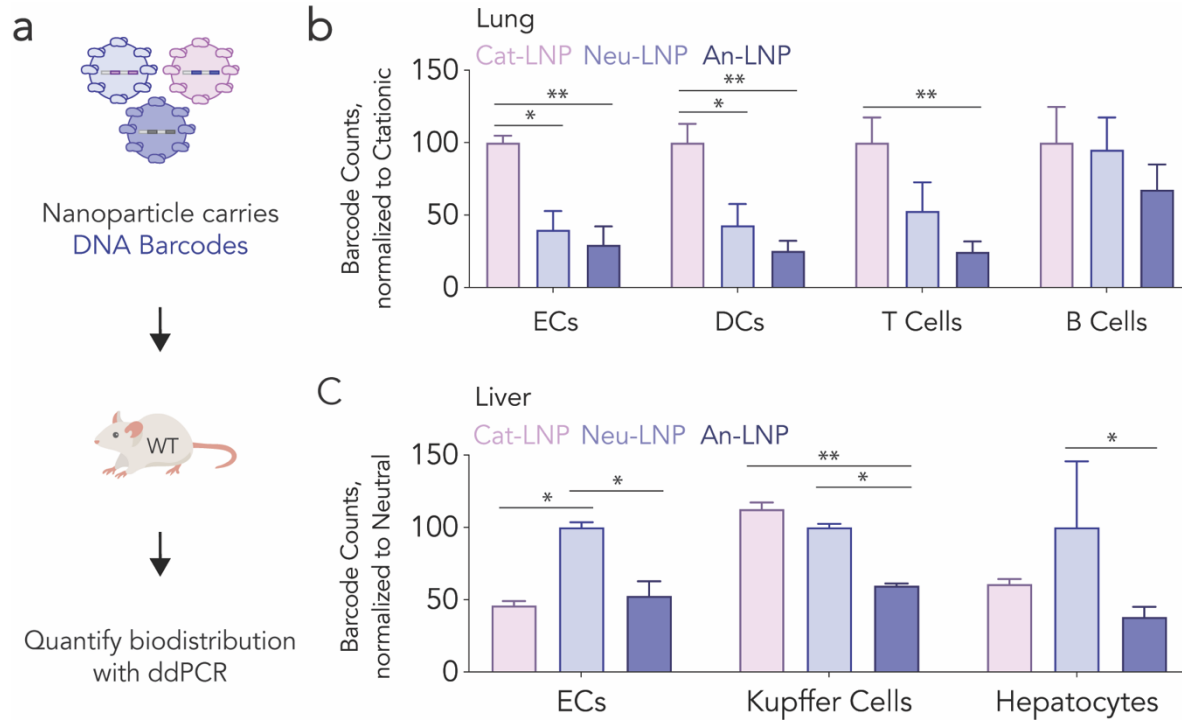 a
Nanoparticle carries
DNA Barcodes
WT
Quantify biodistribution
with ddPCR
b
Lung
Cat-LNP Neu-LNP An-LNP
Barcode Counts,
normalized to Ctationic
150
100
50
0
**
*
**
*
**
ECs
DCs
T Cells
B Cells
C
Liver
Cat-LNP Neu-LNP An-LNP
Barcode Counts,
normalized to Neutral
150
100
50
0
*
*
**
*
*
ECs
Kupffer Cells
Hepatocytes